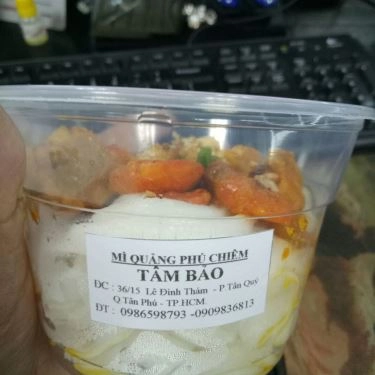 MÌ QUẢNG PHÚ CHIÊM
TÂM BẢO
ĐC : 36/15 Lê Đình Thám - P Tân Quý
Q.Tân Phú - TP.HCM.
ĐT : 0986598793 -0909836813